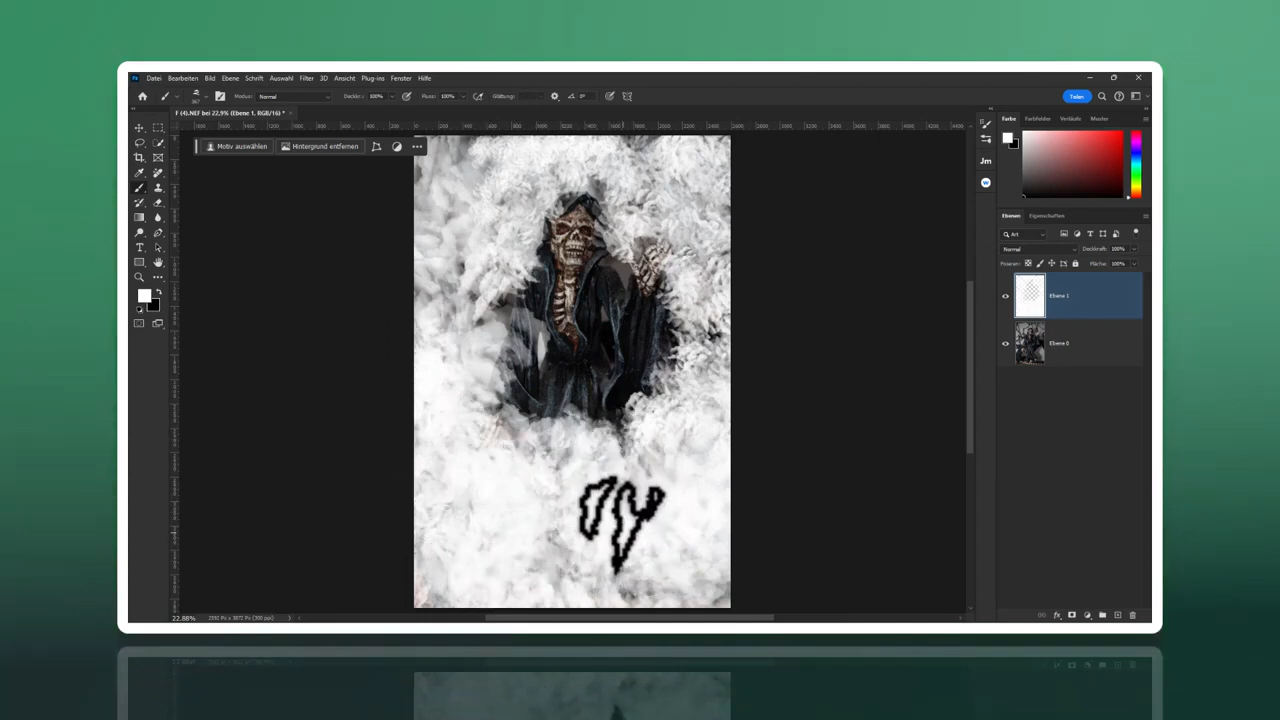 Datei Bearbeiten Bild Ebene Schrift Auswahl Filter 3D Ansicht Plug-ins Fenster Hilfe
367 Modus: Normal Deckkr.: 100% Fluss: 100% Glättung: 0° Teilen
F (4).NEF bei 22,9% (Ebene 1, RGB/16) *
Motiv auswählen Hintergrund entfernen
Farbe Farbfelder Verläufe Muster
Jm
Ebenen Eigenschaften
Art
Normal Deckkraft: 100%
Fixieren: Fläche: 100%
Ebene 1
Ebene 0
22.88% 2592 Px x 3872 Px (300 ppi)